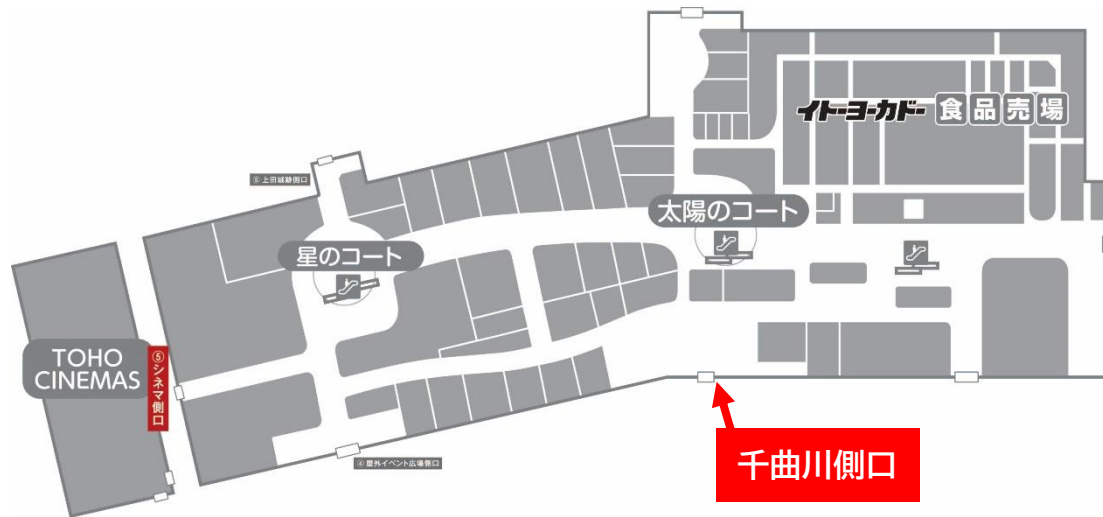 イトーヨーカドー 食品売場
⑥ 上田城跡側口
太陽のコート
星のコート
TOHO
CINEMAS
⑤シネマ側口
④ 屋外イベント広場側口
千曲川側口